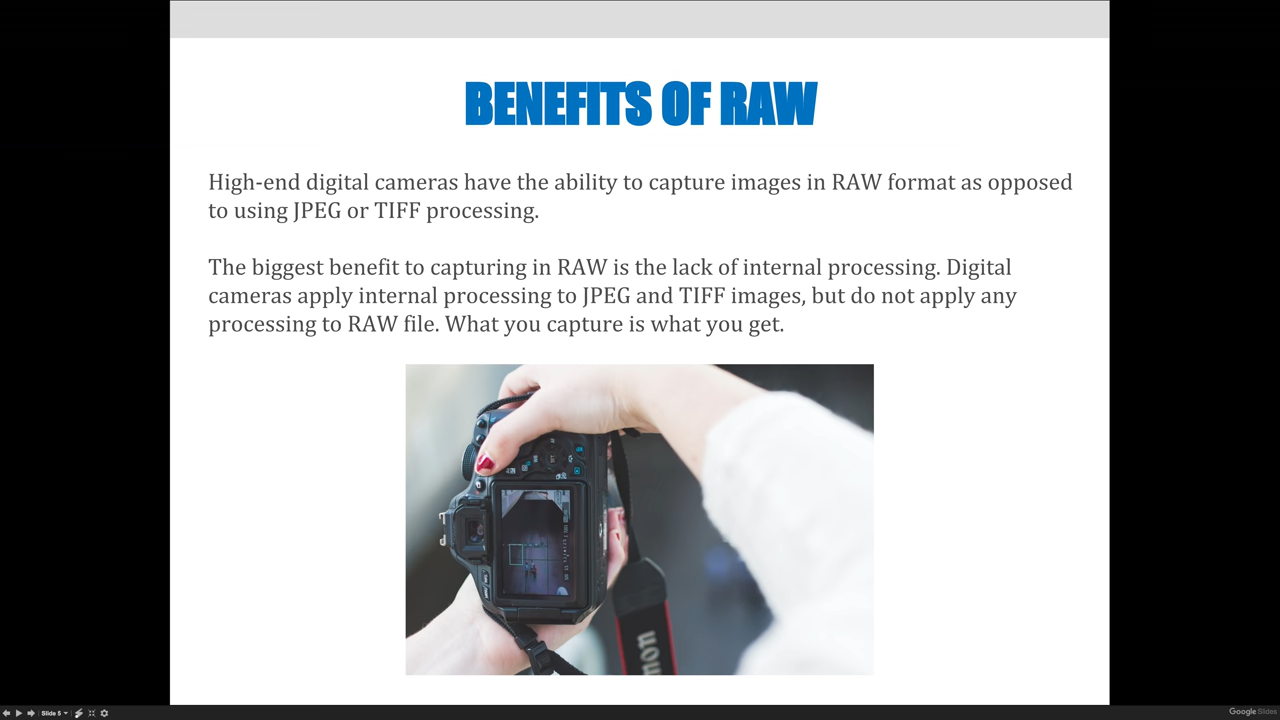 BENEFITS OF RAW
High-end digital cameras have the ability to capture images in RAW format as opposed
to using JPEG or TIFF processing.
The biggest benefit to capturing in RAW is the lack of internal processing. Digital
cameras apply internal processing to JPEG and TIFF images, but do not apply any
processing to RAW file. What you capture is what you get.
non
Slide 5
Google Slides